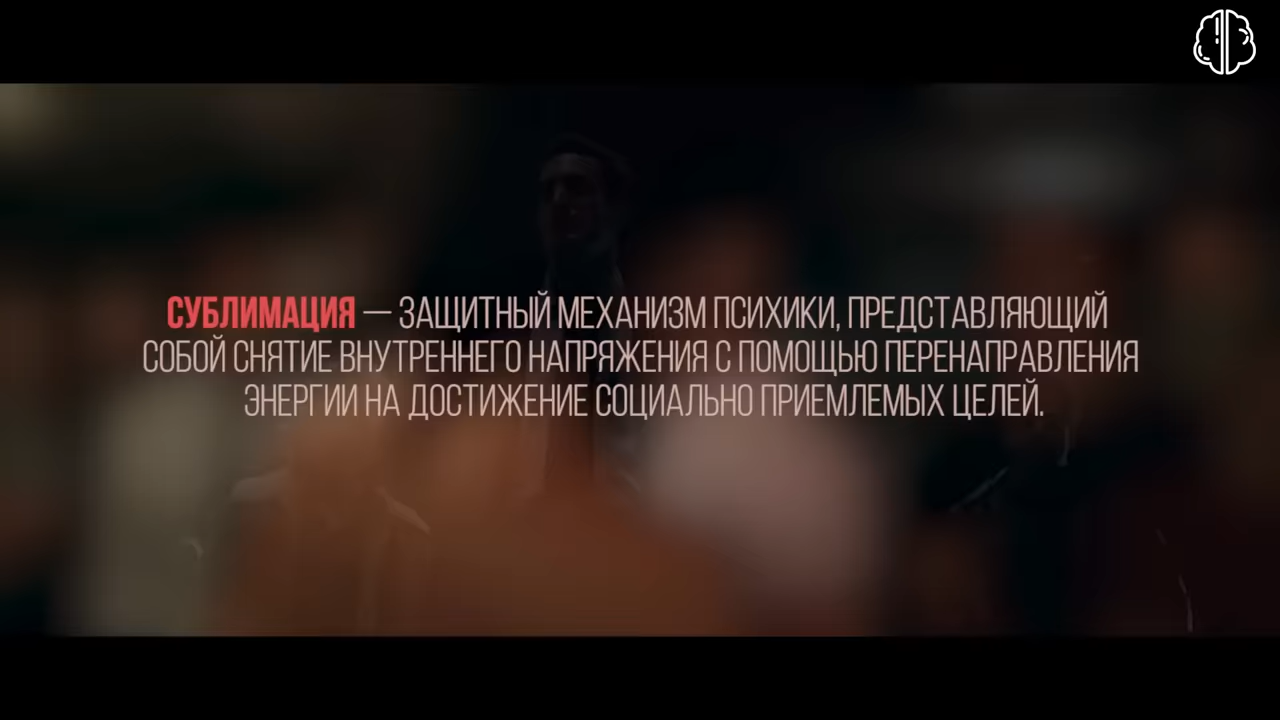 СУБЛИМАЦИЯ — ЗАЩИТНЫЙ МЕХАНИЗМ ПСИХИКИ, ПРЕДСТАВЛЯЮЩИЙ
СОБОЙ СНЯТИЕ ВНУТРЕННЕГО НАПРЯЖЕНИЯ С ПОМОЩЬЮ ПЕРЕНАПРАВЛЕНИЯ
ЭНЕРГИИ НА ДОСТИЖЕНИЕ СОЦИАЛЬНО ПРИЕМЛЕМЫХ ЦЕЛЕЙ.